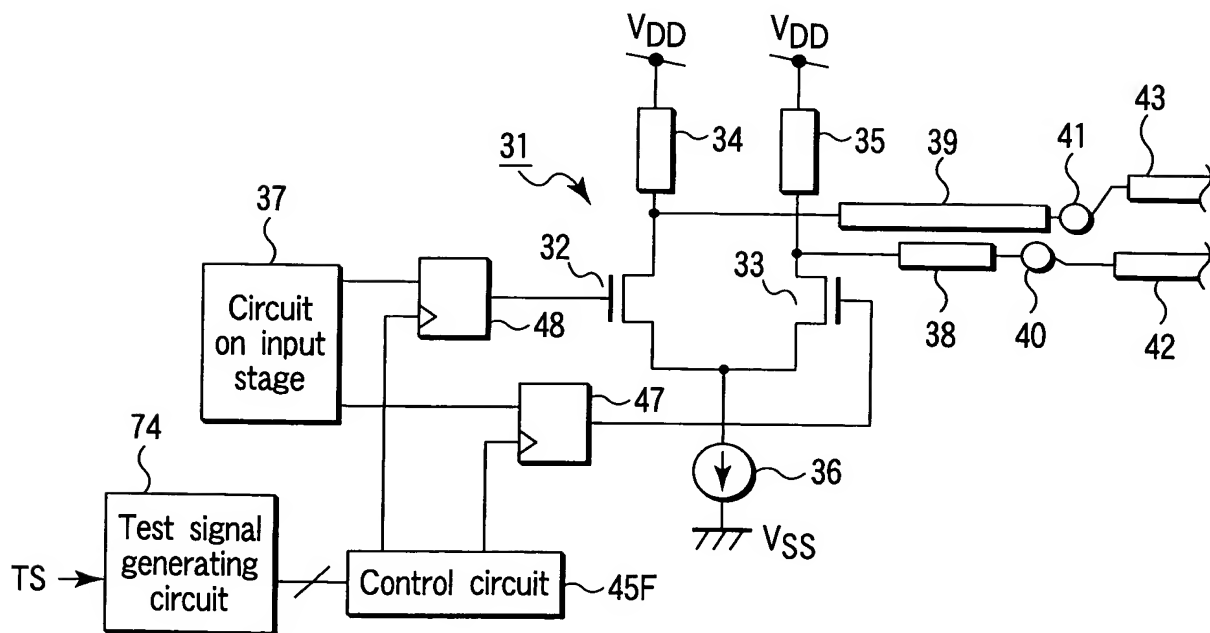 VDD
VDD
34
35
43
41
39
31
37
32
33
Circuit
on input
stage
48
38
40
42
47
74
36
Test signal
generating
circuit
VSS
TS
Control circuit
45F